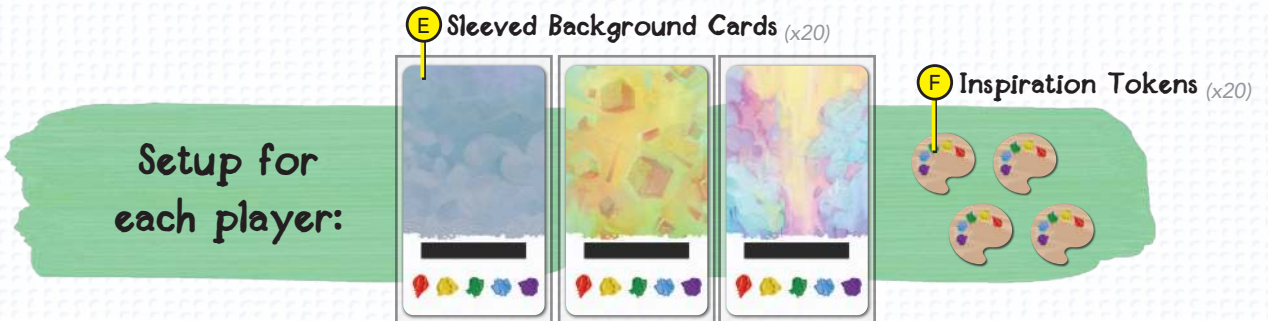 E Sleeved Background Cards (x20)
F Inspiration Tokens (x20)
Setup for
each player: